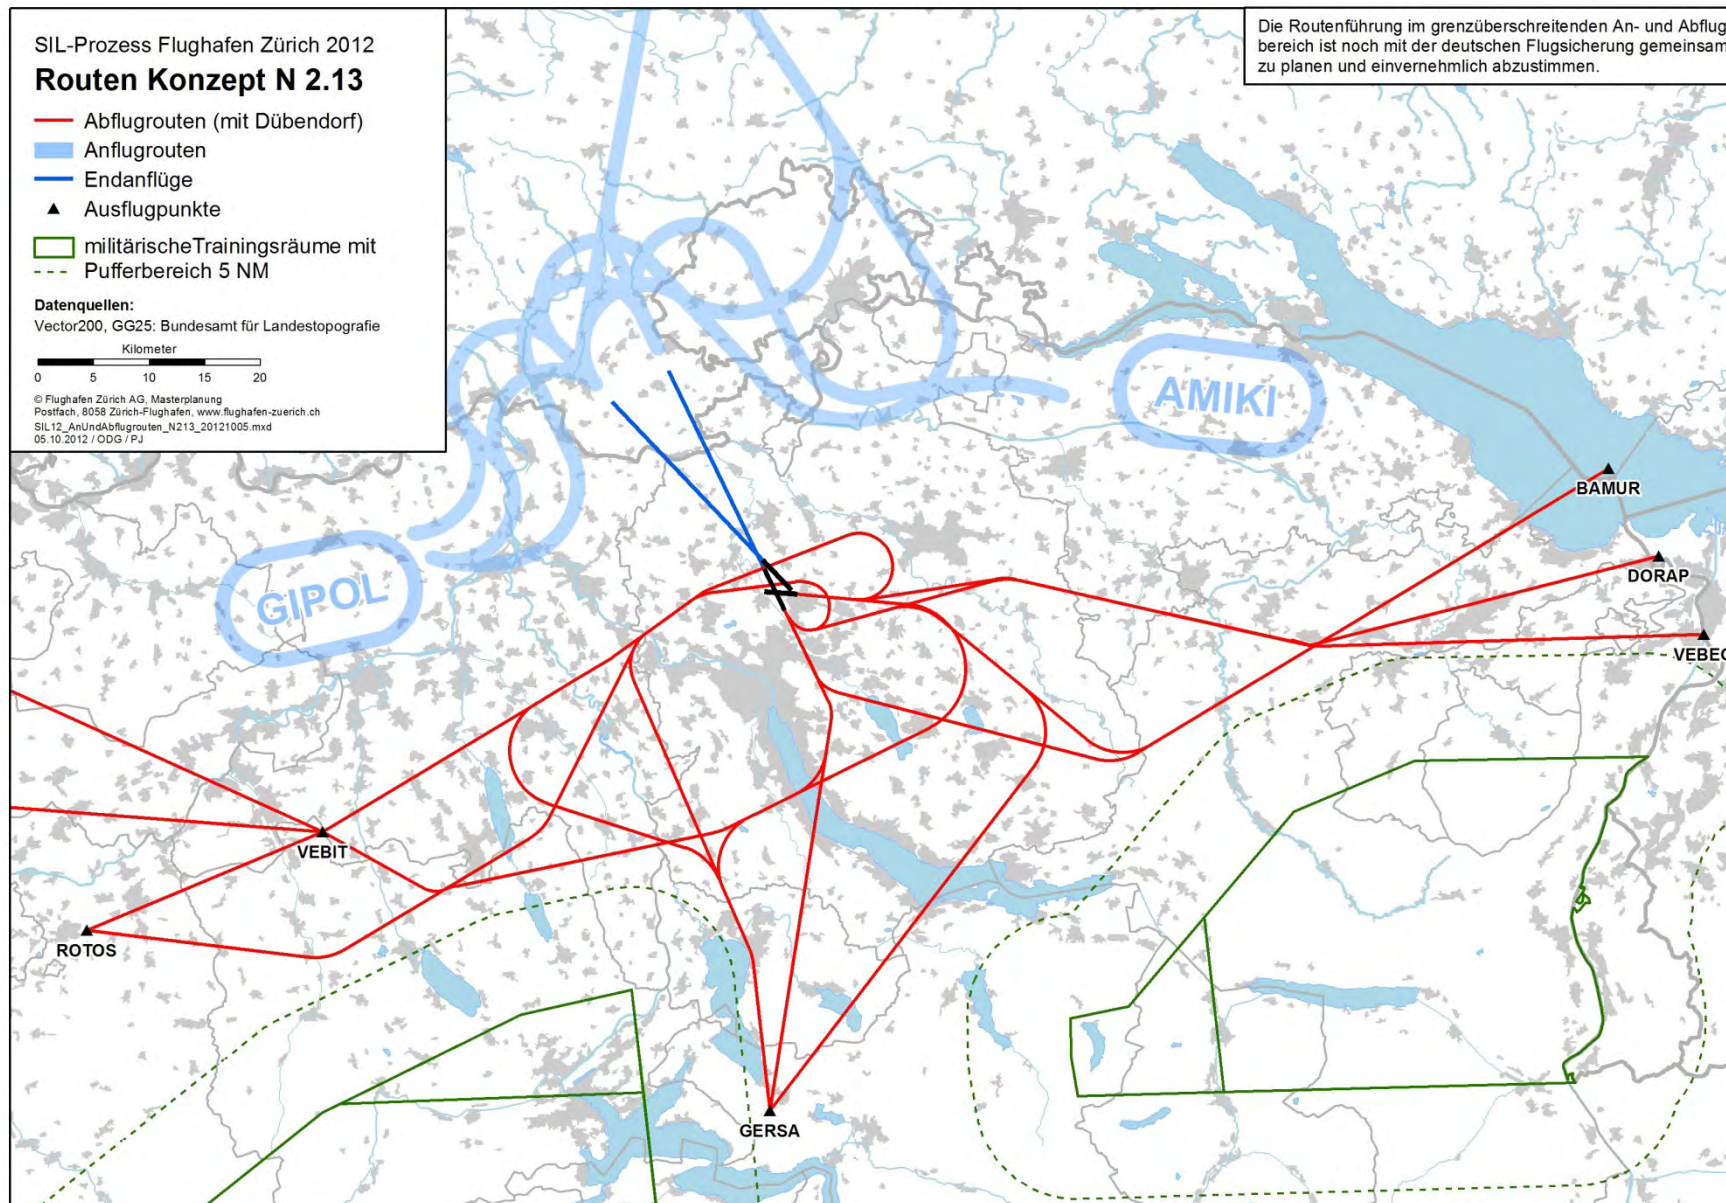 SIL-Prozess Flughafen Zürich 2012
Routen Konzept N 2.13
Abflugrouten (mit Dübendorf)
Anflugrouten
Endanflüge
Ausflugpunkte
militärischeTrainingsräume mit
Pufferbereich 5 NM
Datenquellen:
Vector200, GG25: Bundesamt für Landestopografie
Kilometer
0 5 10 15 20
© Flughafen Zürich AG, Masterplanung
Postfach, 8058 Zürich-Flughafen, www.flughafen-zuerich.ch
SIL12_AnUndAbflugrouten_N213_20121005.mxd
05.10.2012 / ODG / PJ
Die Routenführung im grenzüberschreitenden An- und Abflug
bereich ist noch mit der deutschen Flugsicherung gemeinsam
zu planen und einvernehmlich abzustimmen.
AMIKI
BAMUR
DORAP
GIPOL
VEBEG
VEBIT
ROTOS
GERSA